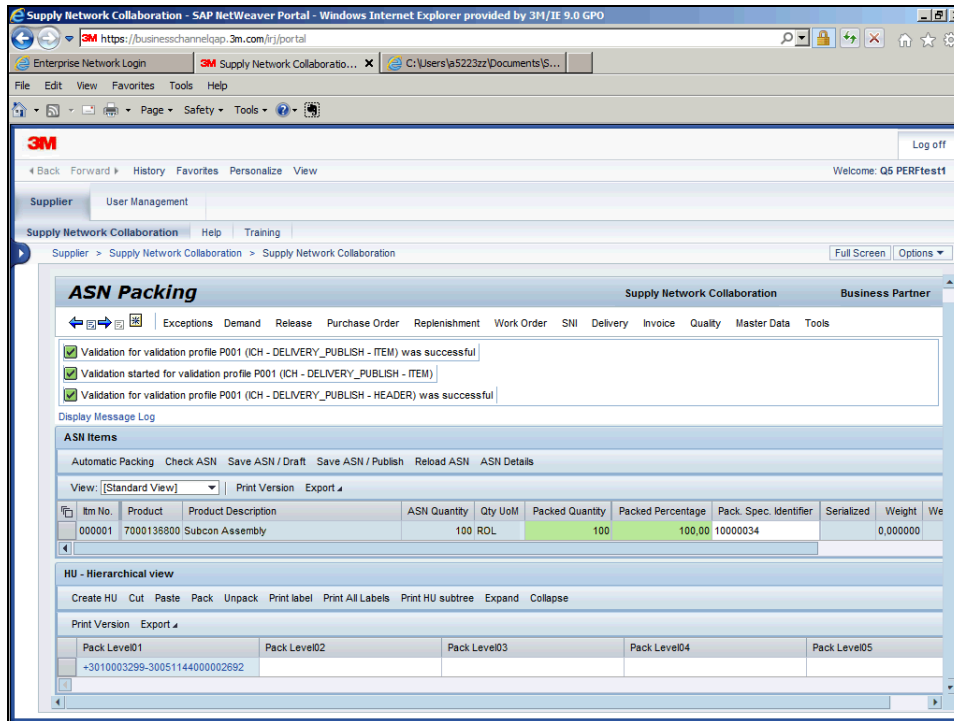 Supply Network Collaboration - SAP NetWeaver Portal - Windows Internet Explorer provided by 3M/IE 9.0 GPO
3M https://businesschannelqap.3m.com/irj/portal
Enterprise Network Login
3M Supply Network Collaboratio... X
C:\Users\a5223zz\Documents\S...
File Edit View Favorites Tools Help
Page Safety Tools
3M
Log off
Back Forward History Favorites Personalize View
Welcome: Q5 PERFtest1
Supplier User Management
Supply Network Collaboration Help Training
Supplier > Supply Network Collaboration > Supply Network Collaboration
Full Screen Options
ASN Packing
Supply Network Collaboration Business Partner
Exceptions Demand Release Purchase Order Replenishment Work Order SNI Delivery Invoice Quality Master Data Tools
Validation for validation profile P001 (ICH - DELIVERY_PUBLISH - ITEM) was successful
Validation started for validation profile P001 (ICH - DELIVERY_PUBLISH - ITEM)
Validation for validation profile P001 (ICH - DELIVERY_PUBLISH - HEADER) was successful
Display Message Log
ASN Items
Automatic Packing Check ASN Save ASN / Draft Save ASN / Publish Reload ASN ASN Details
View: [Standard View] Print Version Export
Itm No. Product Product Description ASN Quantity Qty UoM Packed Quantity Packed Percentage Pack. Spec. Identifier Serialized Weight We
000001 7000136800 Subcon Assembly 100 ROL 100 100,00 10000034 0,000000
HU - Hierarchical view
Create HU Cut Paste Pack Unpack Print label Print All Labels Print HU subtree Expand Collapse
Print Version Export
Pack Level01 Pack Level02 Pack Level03 Pack Level04 Pack Level05
+3010003299-30051144000002692